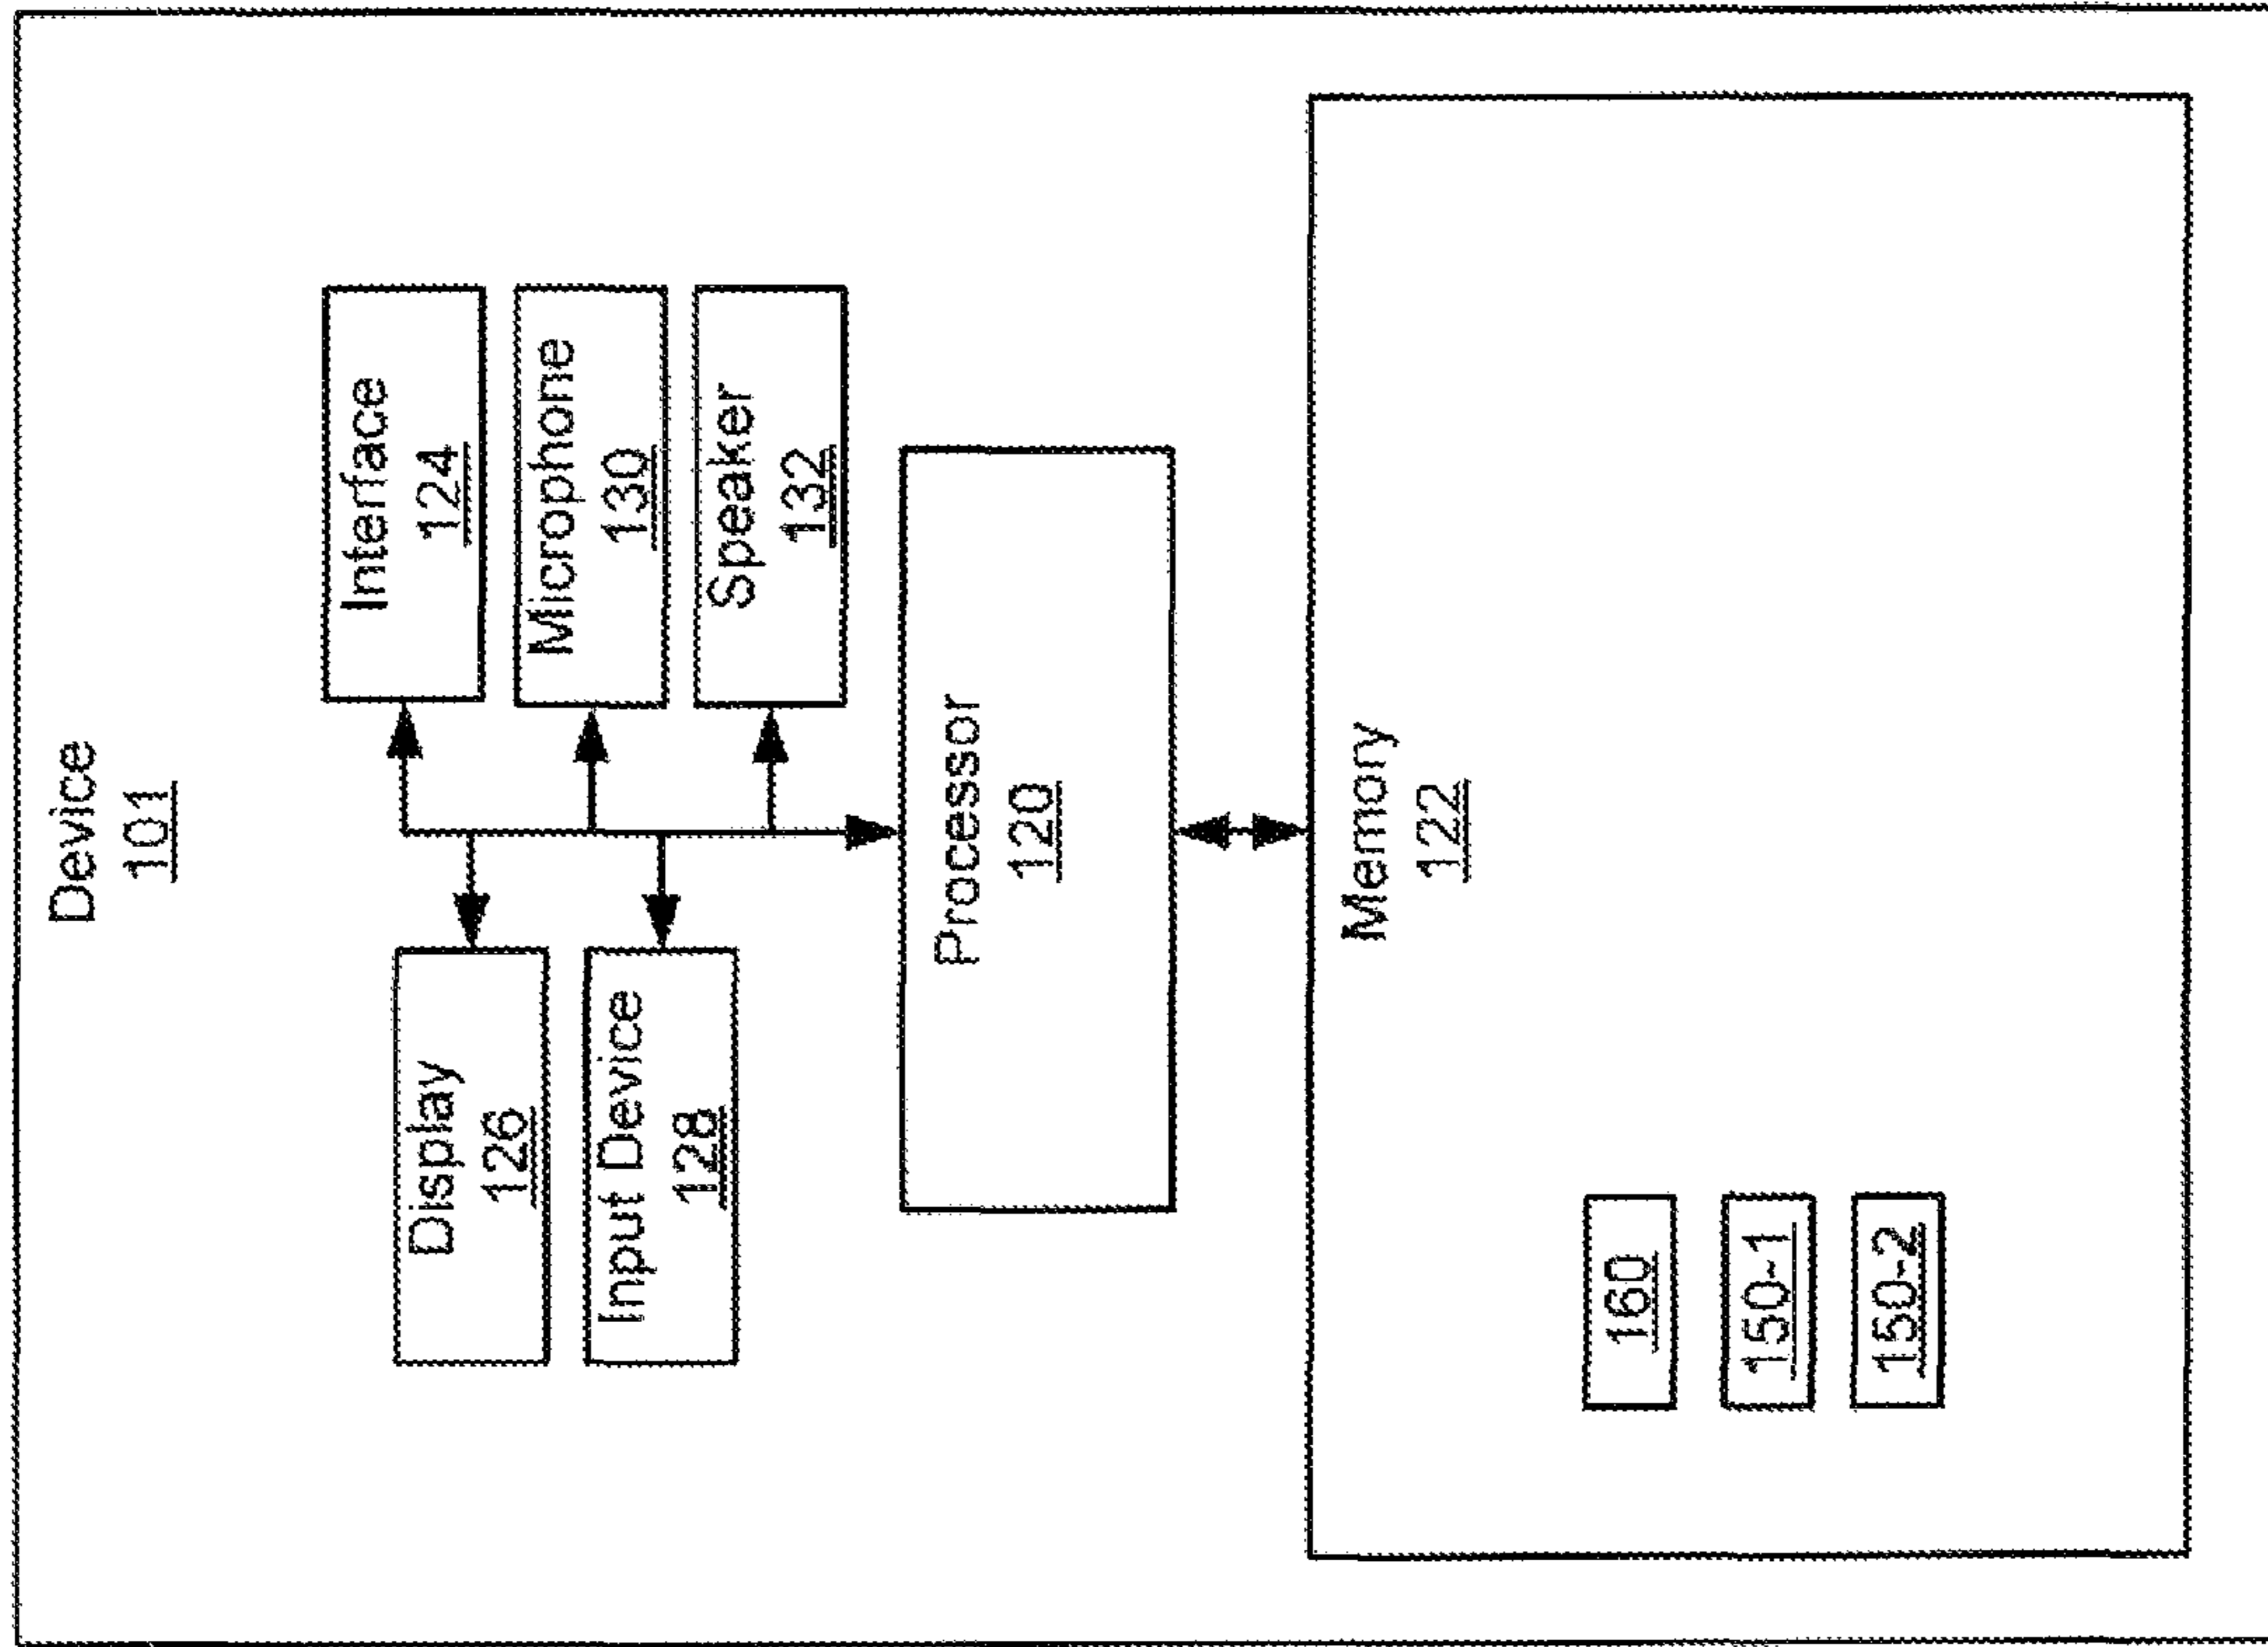 Device
101
Display
126
Interface
124
Input Device
128
Microphone
130
Speaker
132
Processor
120
Memory
122
160
150-1
150-2